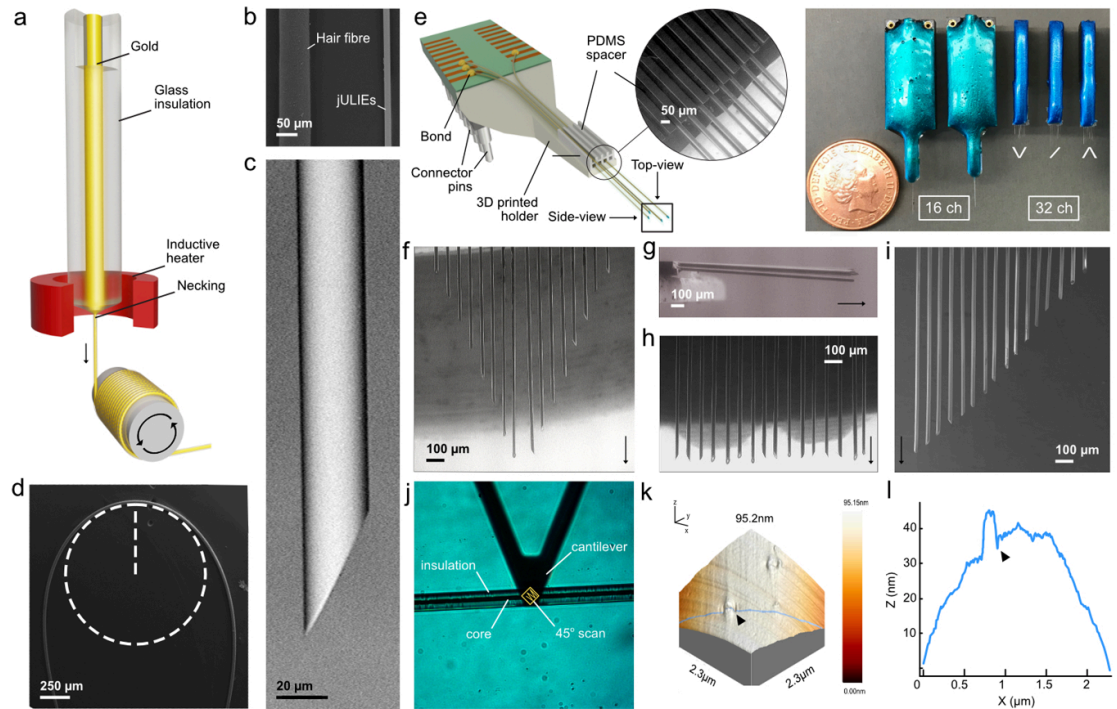 a
Gold
Glass
insulation
Inductive
heater
Necking
b
Hair fibre
jULIEs
50 µm
c
20 µm
d
250 µm
e
PDMS
spacer
50 µm
Bond
Connector
pins
3D printed
holder
Top-view
Side-view
16 ch
32 ch
f
100 µm
g
100 µm
h
100 µm
i
100 µm
j
insulation
cantilever
core
45° scan
k
z
y
x
95.2nm
95.15nm
0.00nm
2.3µm
2.3µm
l
Z (nm)
40
30
20
10
0
0.5
1
1.5
2
X (µm)